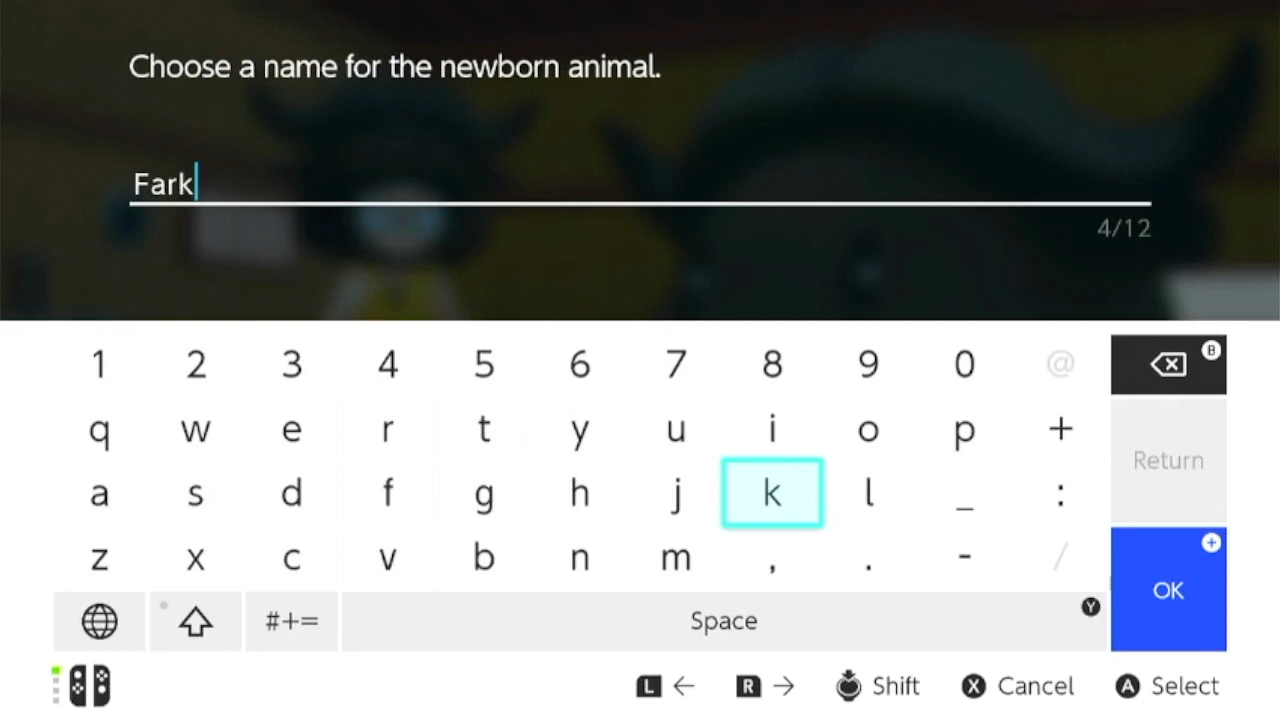 Choose a name for the newborn animal.
Fark
4/12
1 2 3 4 5 6 7 8 9 0 @
B
q w e r t y u i o p +
Return
a s d f g h j k l _ :
z x c v b n m , . - /
+
OK
#+= Space Y
L ← R → Shift X Cancel A Select